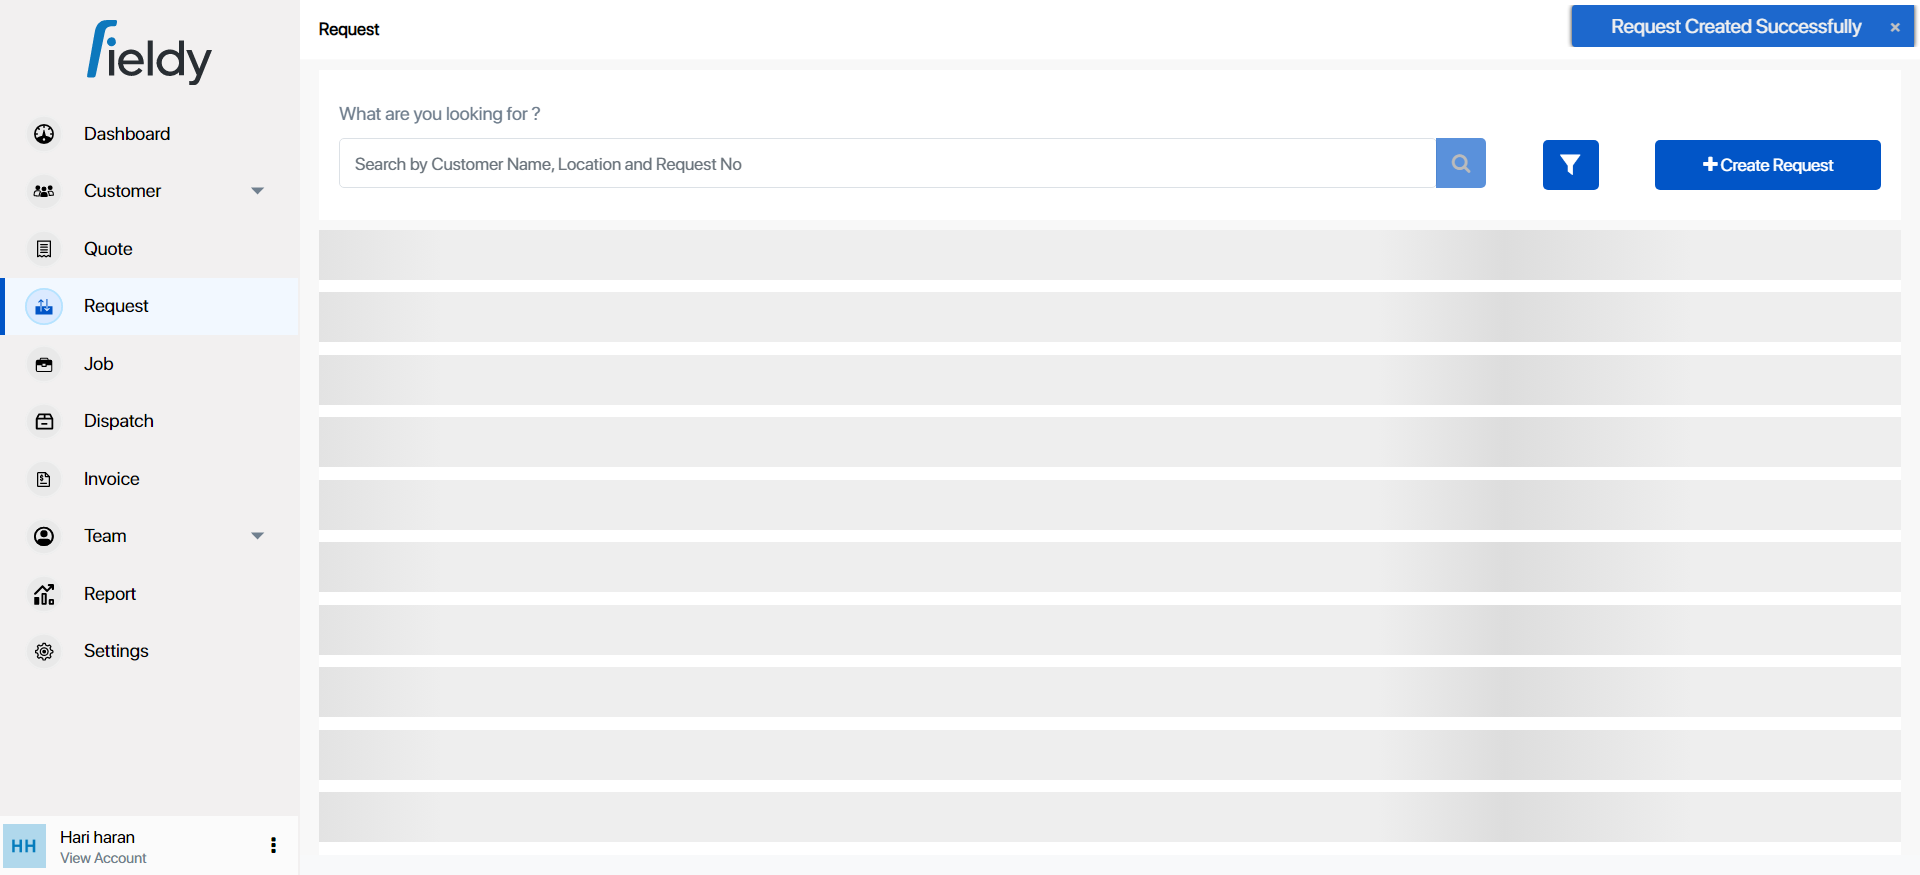 fieldy
Dashboard
Customer
Quote
Request
Job
Dispatch
Invoice
Team
Report
Settings
HH
Hari haran
View Account
Request
Request Created Successfully ×
What are you looking for ?
Search by Customer Name, Location and Request No
Create Request